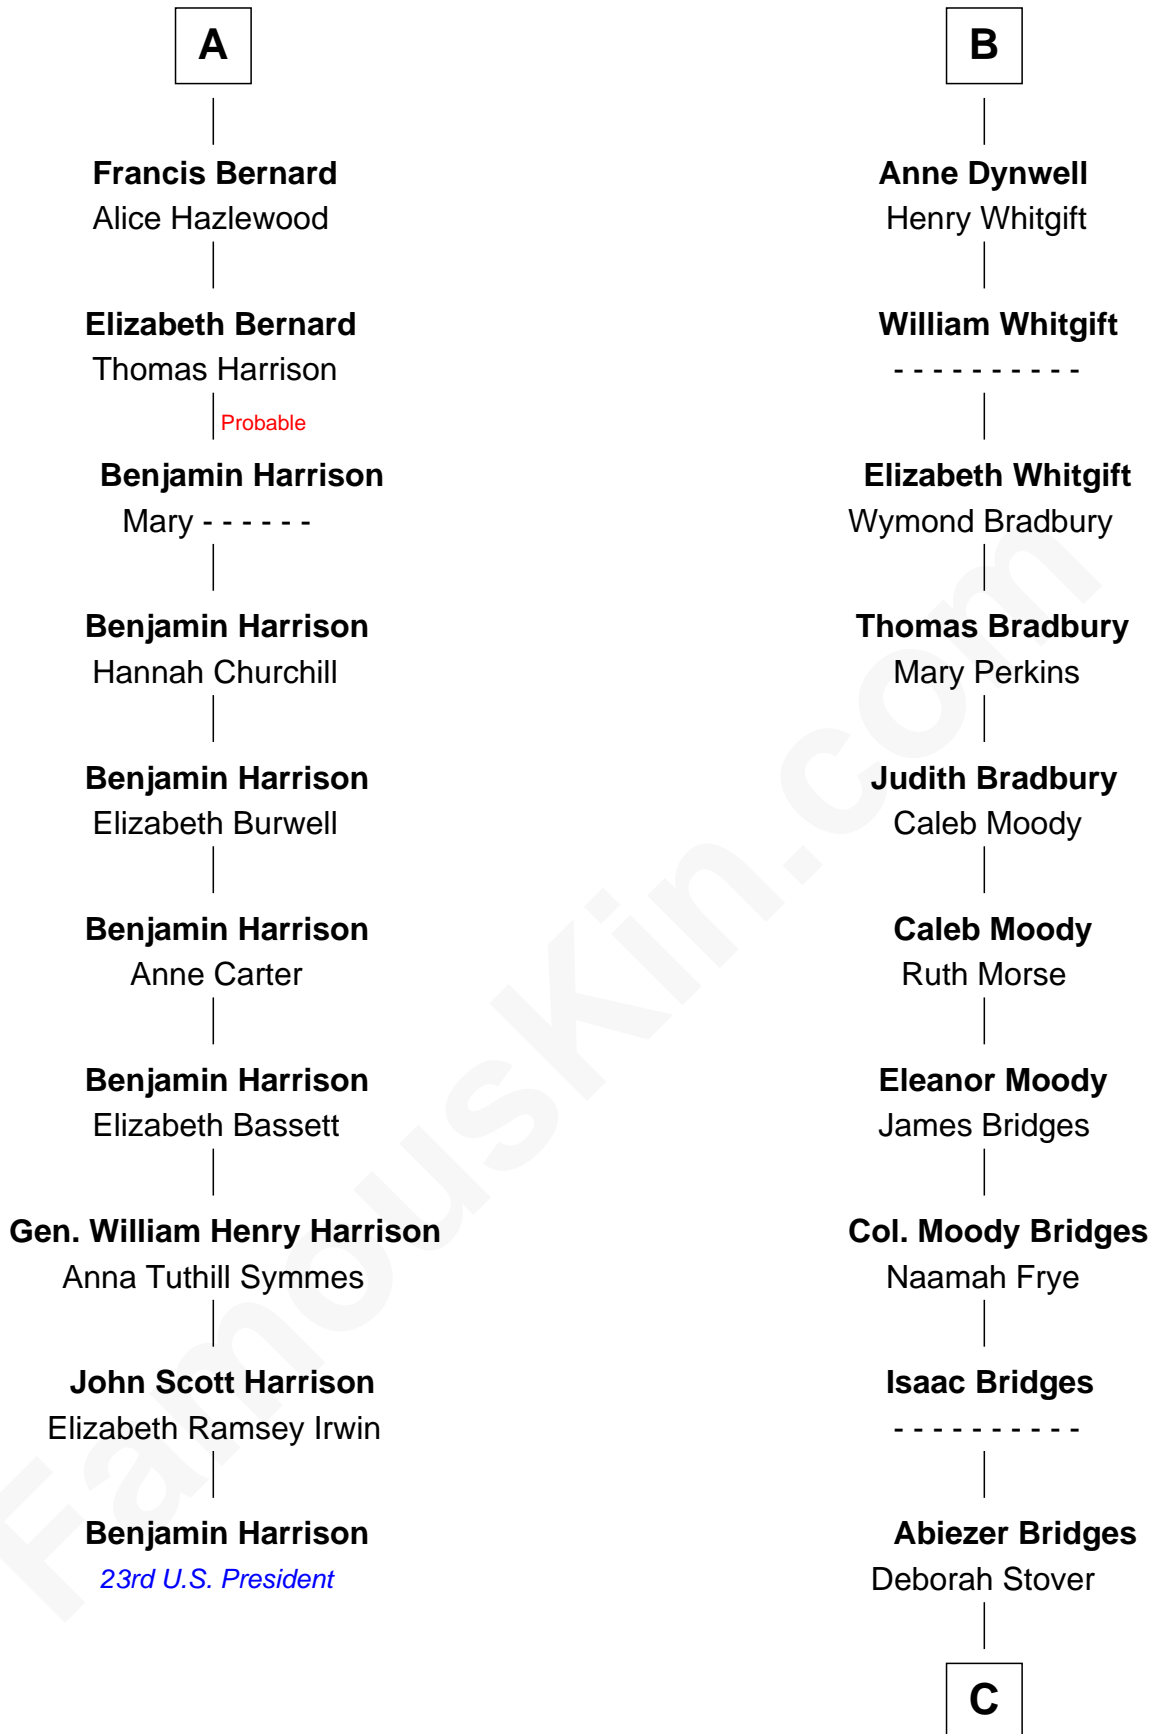 A
Francis Bernard
Alice Hazlewood
Elizabeth Bernard
Thomas Harrison
Probable
Benjamin Harrison
Mary - - - - - -
Benjamin Harrison
Hannah Churchill
Benjamin Harrison
Elizabeth Burwell
Benjamin Harrison
Anne Carter
Benjamin Harrison
Elizabeth Bassett
Gen. William Henry Harrison
Anna Tuthill Symmes
John Scott Harrison
Elizabeth Ramsey Irwin
Benjamin Harrison
23rd U.S. President
B
Anne Dynwell
Henry Whitgift
William Whitgift
- - - - - - - - - -
Elizabeth Whitgift
Wymond Bradbury
Thomas Bradbury
Mary Perkins
Judith Bradbury
Caleb Moody
Caleb Moody
Ruth Morse
Eleanor Moody
James Bridges
Col. Moody Bridges
Naamah Frye
Isaac Bridges
- - - - - - - - - -
Abiezer Bridges
Deborah Stover
C
FamousKin.com